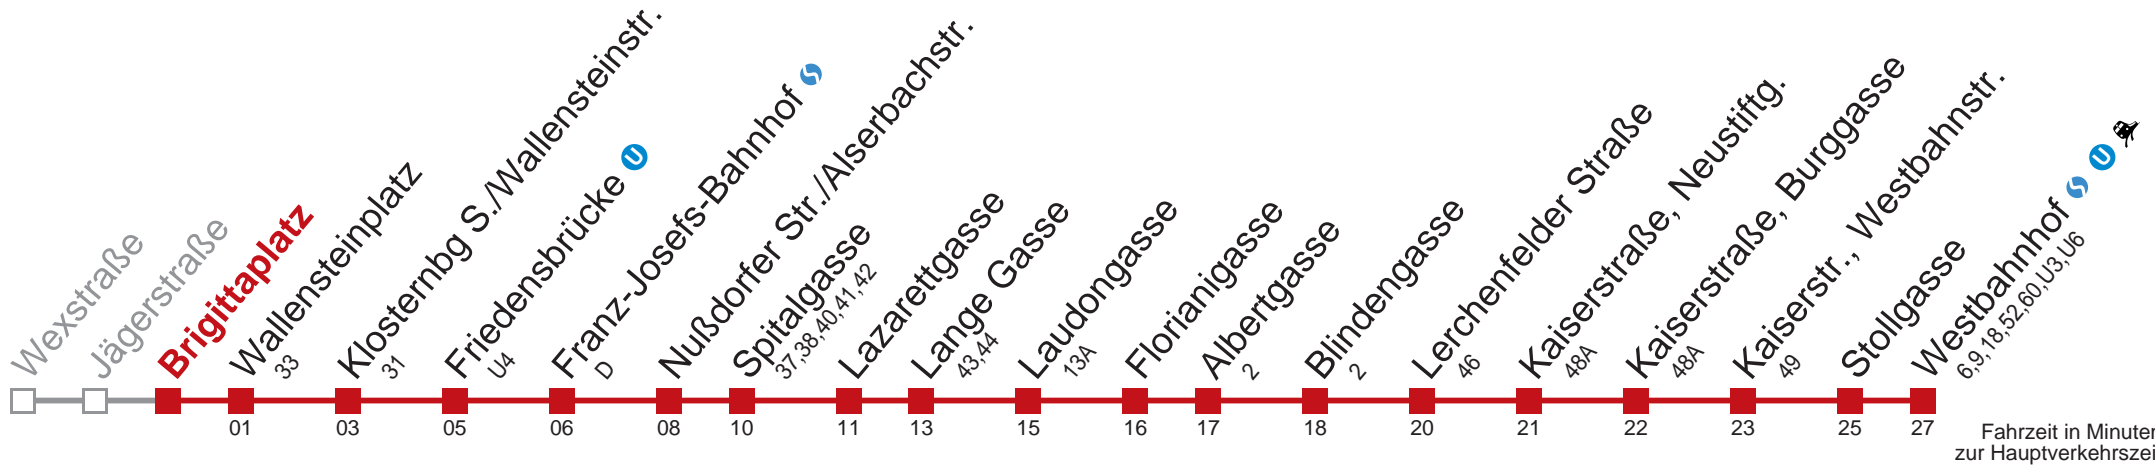 Wexstraße
Jägerstraße
Brigittaplatz
Wallensteinplatz
33
Klosternbg S./Wallensteinstr.
31
Friedensbrücke U
U4
Franz-Josefs-Bahnhof S
D
Nußdorfer Str./Alserbachstr.
Spitalgasse
37,38,40,41,42
Lazarettgasse
Lange Gasse
43,44
Laudongasse
13A
Florianigasse
Albertgasse
2
Blindengasse
2
Lerchenfelder Straße
46
Kaiserstraße, Neustiftg.
48A
Kaiserstraße, Burggasse
48A
Kaiserstr., Westbahnstr.
49
Stollgasse
Westbahnhof S U
6,9,18,52,60,U3,U6
01 03 05 06 08 10 11 13 15 16 17 18 20 21 22 23 25 27
Fahrzeit in Minuten
zur Hauptverkehrszeit